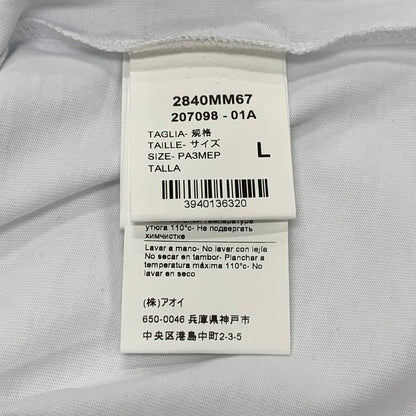 2840MM67
207098 - 01A
TAGLIA- 规格
TAILLE- サイズ
SIZE- РАЗМЕР
TALLA
L
3940136320
утюга 110°с- Не подвергать
химчистке
Lavar a mano- No lavar con lejía
No secar en tambor- Planchar a
temperatura máxima 110°- No
lavar en seco
(株)アオイ
650-0046 兵庫県神戸市
中央区港島中町2-3-5